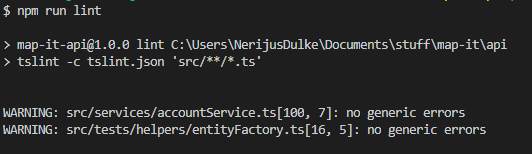 $ npm run lint
> map-it-api@1.0.0 lint C:\Users\NerijusDulke\Documents\stuff\map-it\api
> tslint -c tslint.json 'src/**/*.ts'
WARNING: src/services/accountService.ts[100, 7]: no generic errors
WARNING: src/tests/helpers/entityFactory.ts[16, 5]: no generic errors